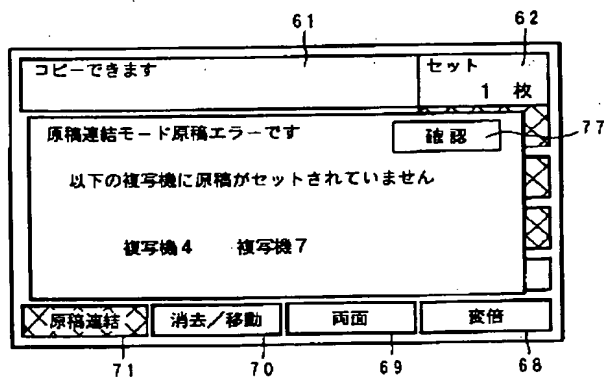 61
62
コピーできます
セット
1 枚
原稿連結モード原稿エラーです
確認
77
以下の複写機に原稿がセットされていません
複写機4 複写機7
原稿連結
消去／移動
両面
変倍
71
70
69
68